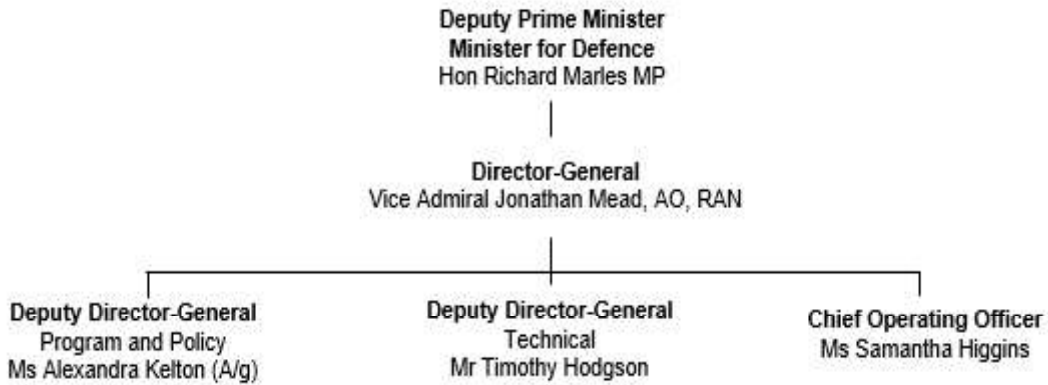 Deputy Prime Minister
Minister for Defence
Hon Richard Marles MP
Director-General
Vice Admiral Jonathan Mead, AO, RAN
Deputy Director-General
Program and Policy
Ms Alexandra Kelton (A/g)
Deputy Director-General
Technical
Mr Timothy Hodgson
Chief Operating Officer
Ms Samantha Higgins